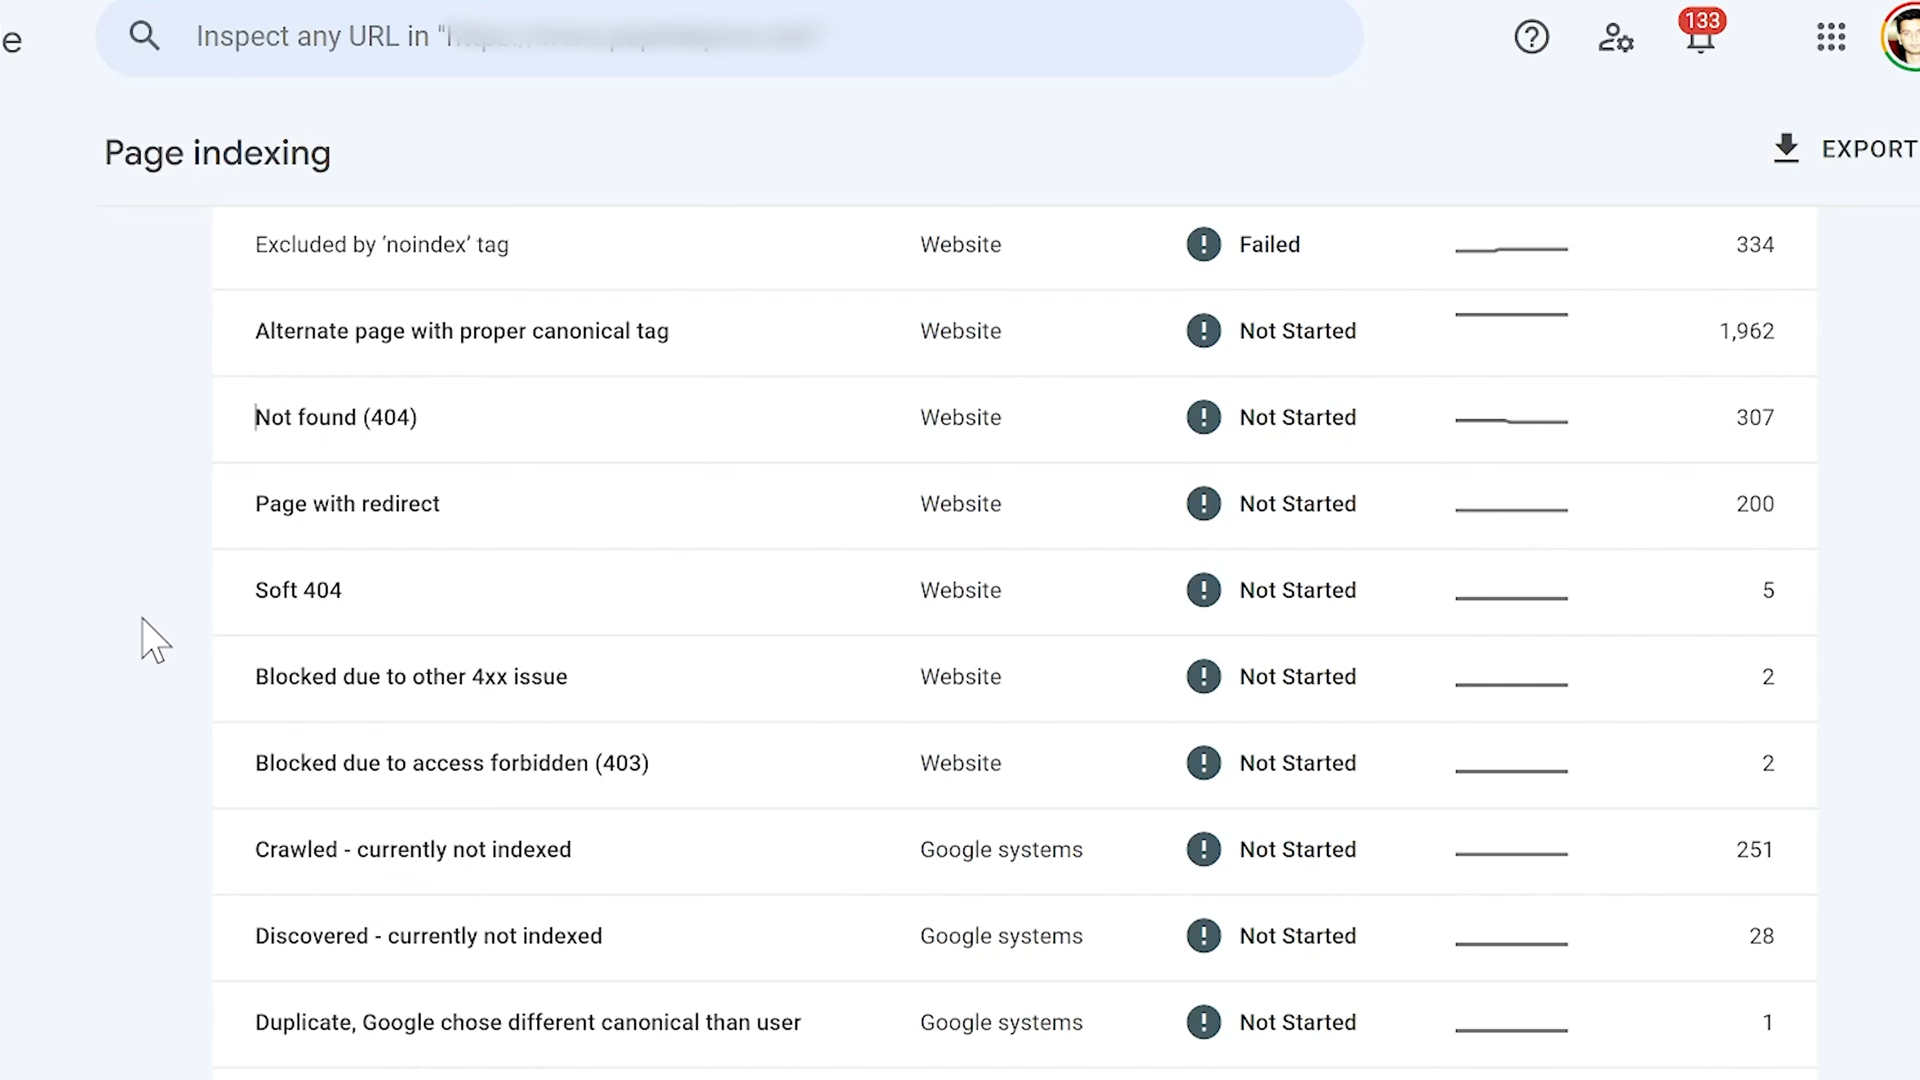 e
Inspect any URL in "
133
Page indexing
EXPORT
Excluded by ‘noindex’ tag Website Failed 334
Alternate page with proper canonical tag Website Not Started 1,962
Not found (404) Website Not Started 307
Page with redirect Website Not Started 200
Soft 404 Website Not Started 5
Blocked due to other 4xx issue Website Not Started 2
Blocked due to access forbidden (403) Website Not Started 2
Crawled - currently not indexed Google systems Not Started 251
Discovered - currently not indexed Google systems Not Started 28
Duplicate, Google chose different canonical than user Google systems Not Started 1